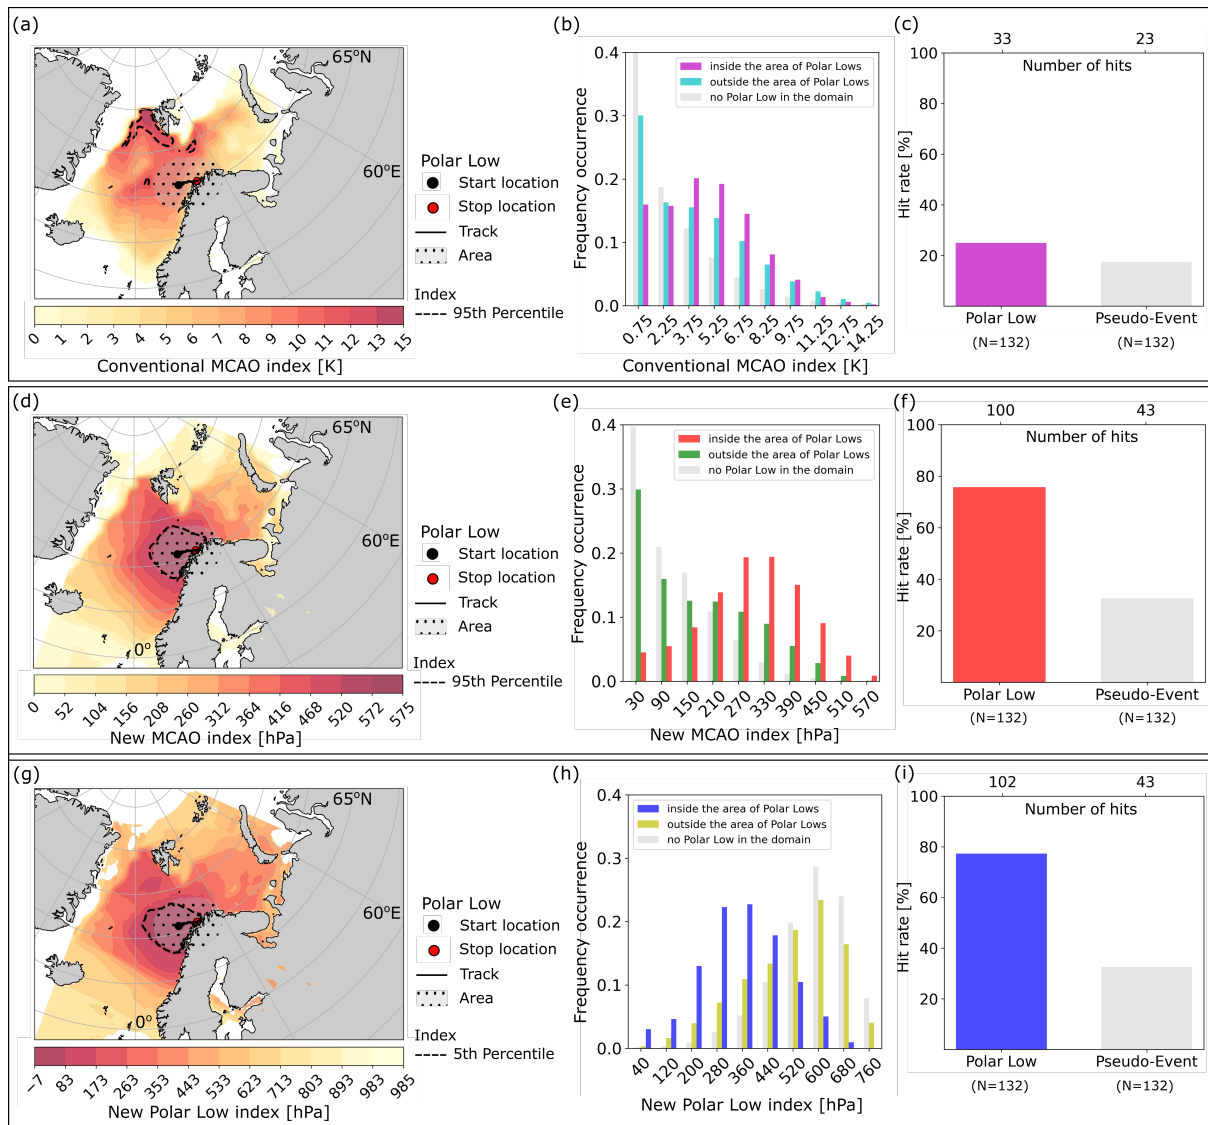 (a)
65°N
60°E
Polar Low
Start location
Stop location
Track
Area
Index
95th Percentile
0 1 2 3 4 5 6 7 8 9 10 11 12 13 14 15
Conventional MCAO index [K]
(b)
Frequency occurrence
0.4
0.3
0.2
0.1
0.0
inside the area of Polar Lows
outside the area of Polar Lows
no Polar Low in the domain
0.75 2.25 3.75 5.25 6.75 8.25 9.75 11.25 12.75 14.25
Conventional MCAO index [K]
(c)
33 23
Number of hits
Hit rate [%]
100
80
60
40
20
Polar Low Pseudo-Event
(N=132) (N=132)
(d)
65°N
60°E
0°
Polar Low
Start location
Stop location
Track
Area
Index
95th Percentile
0 52 104 156 208 260 312 364 416 468 520 572 575
New MCAO index [hPa]
(e)
Frequency occurrence
0.4
0.3
0.2
0.1
0.0
inside the area of Polar Lows
outside the area of Polar Lows
no Polar Low in the domain
30 90 150 210 270 330 390 450 510 570
New MCAO index [hPa]
(f)
100 43
Number of hits
Hit rate [%]
100
80
60
40
20
Polar Low Pseudo-Event
(N=132) (N=132)
(g)
65°N
60°E
0°
Polar Low
Start location
Stop location
Track
Area
Index
5th Percentile
−7 83 173 263 353 443 533 623 713 803 893 983 985
New Polar Low index [hPa]
(h)
Frequency occurrence
0.4
0.3
0.2
0.1
0.0
inside the area of Polar Lows
outside the area of Polar Lows
no Polar Low in the domain
40 120 200 280 360 440 520 600 680 760
New Polar Low index [hPa]
(i)
102 43
Number of hits
Hit rate [%]
100
80
60
40
20
Polar Low Pseudo-Event
(N=132) (N=132)